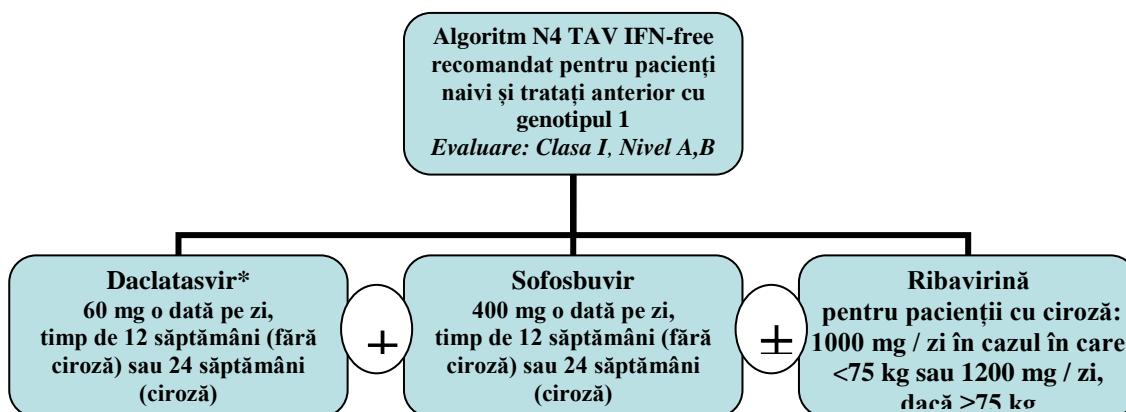 Algoritm N4 TAV IFN-free
recomandat pentru pacienți
naivi și tratați anterior cu
genotipul 1
Evaluare: Clasa I, Nivel A,B
Daclatasvir*
60 mg o dată pe zi,
timp de 12 săptămâni (fără
ciroză) sau 24 săptămâni
(ciroză)
+
Sofosbuvir
400 mg o dată pe zi,
timp de 12 săptămâni (fără
ciroză) sau 24 săptămâni
(ciroză)
±
Ribavirină
pentru pacienții cu ciroză:
1000 mg / zi în cazul în care
<75 kg sau 1200 mg / zi,
dacă >75 kg